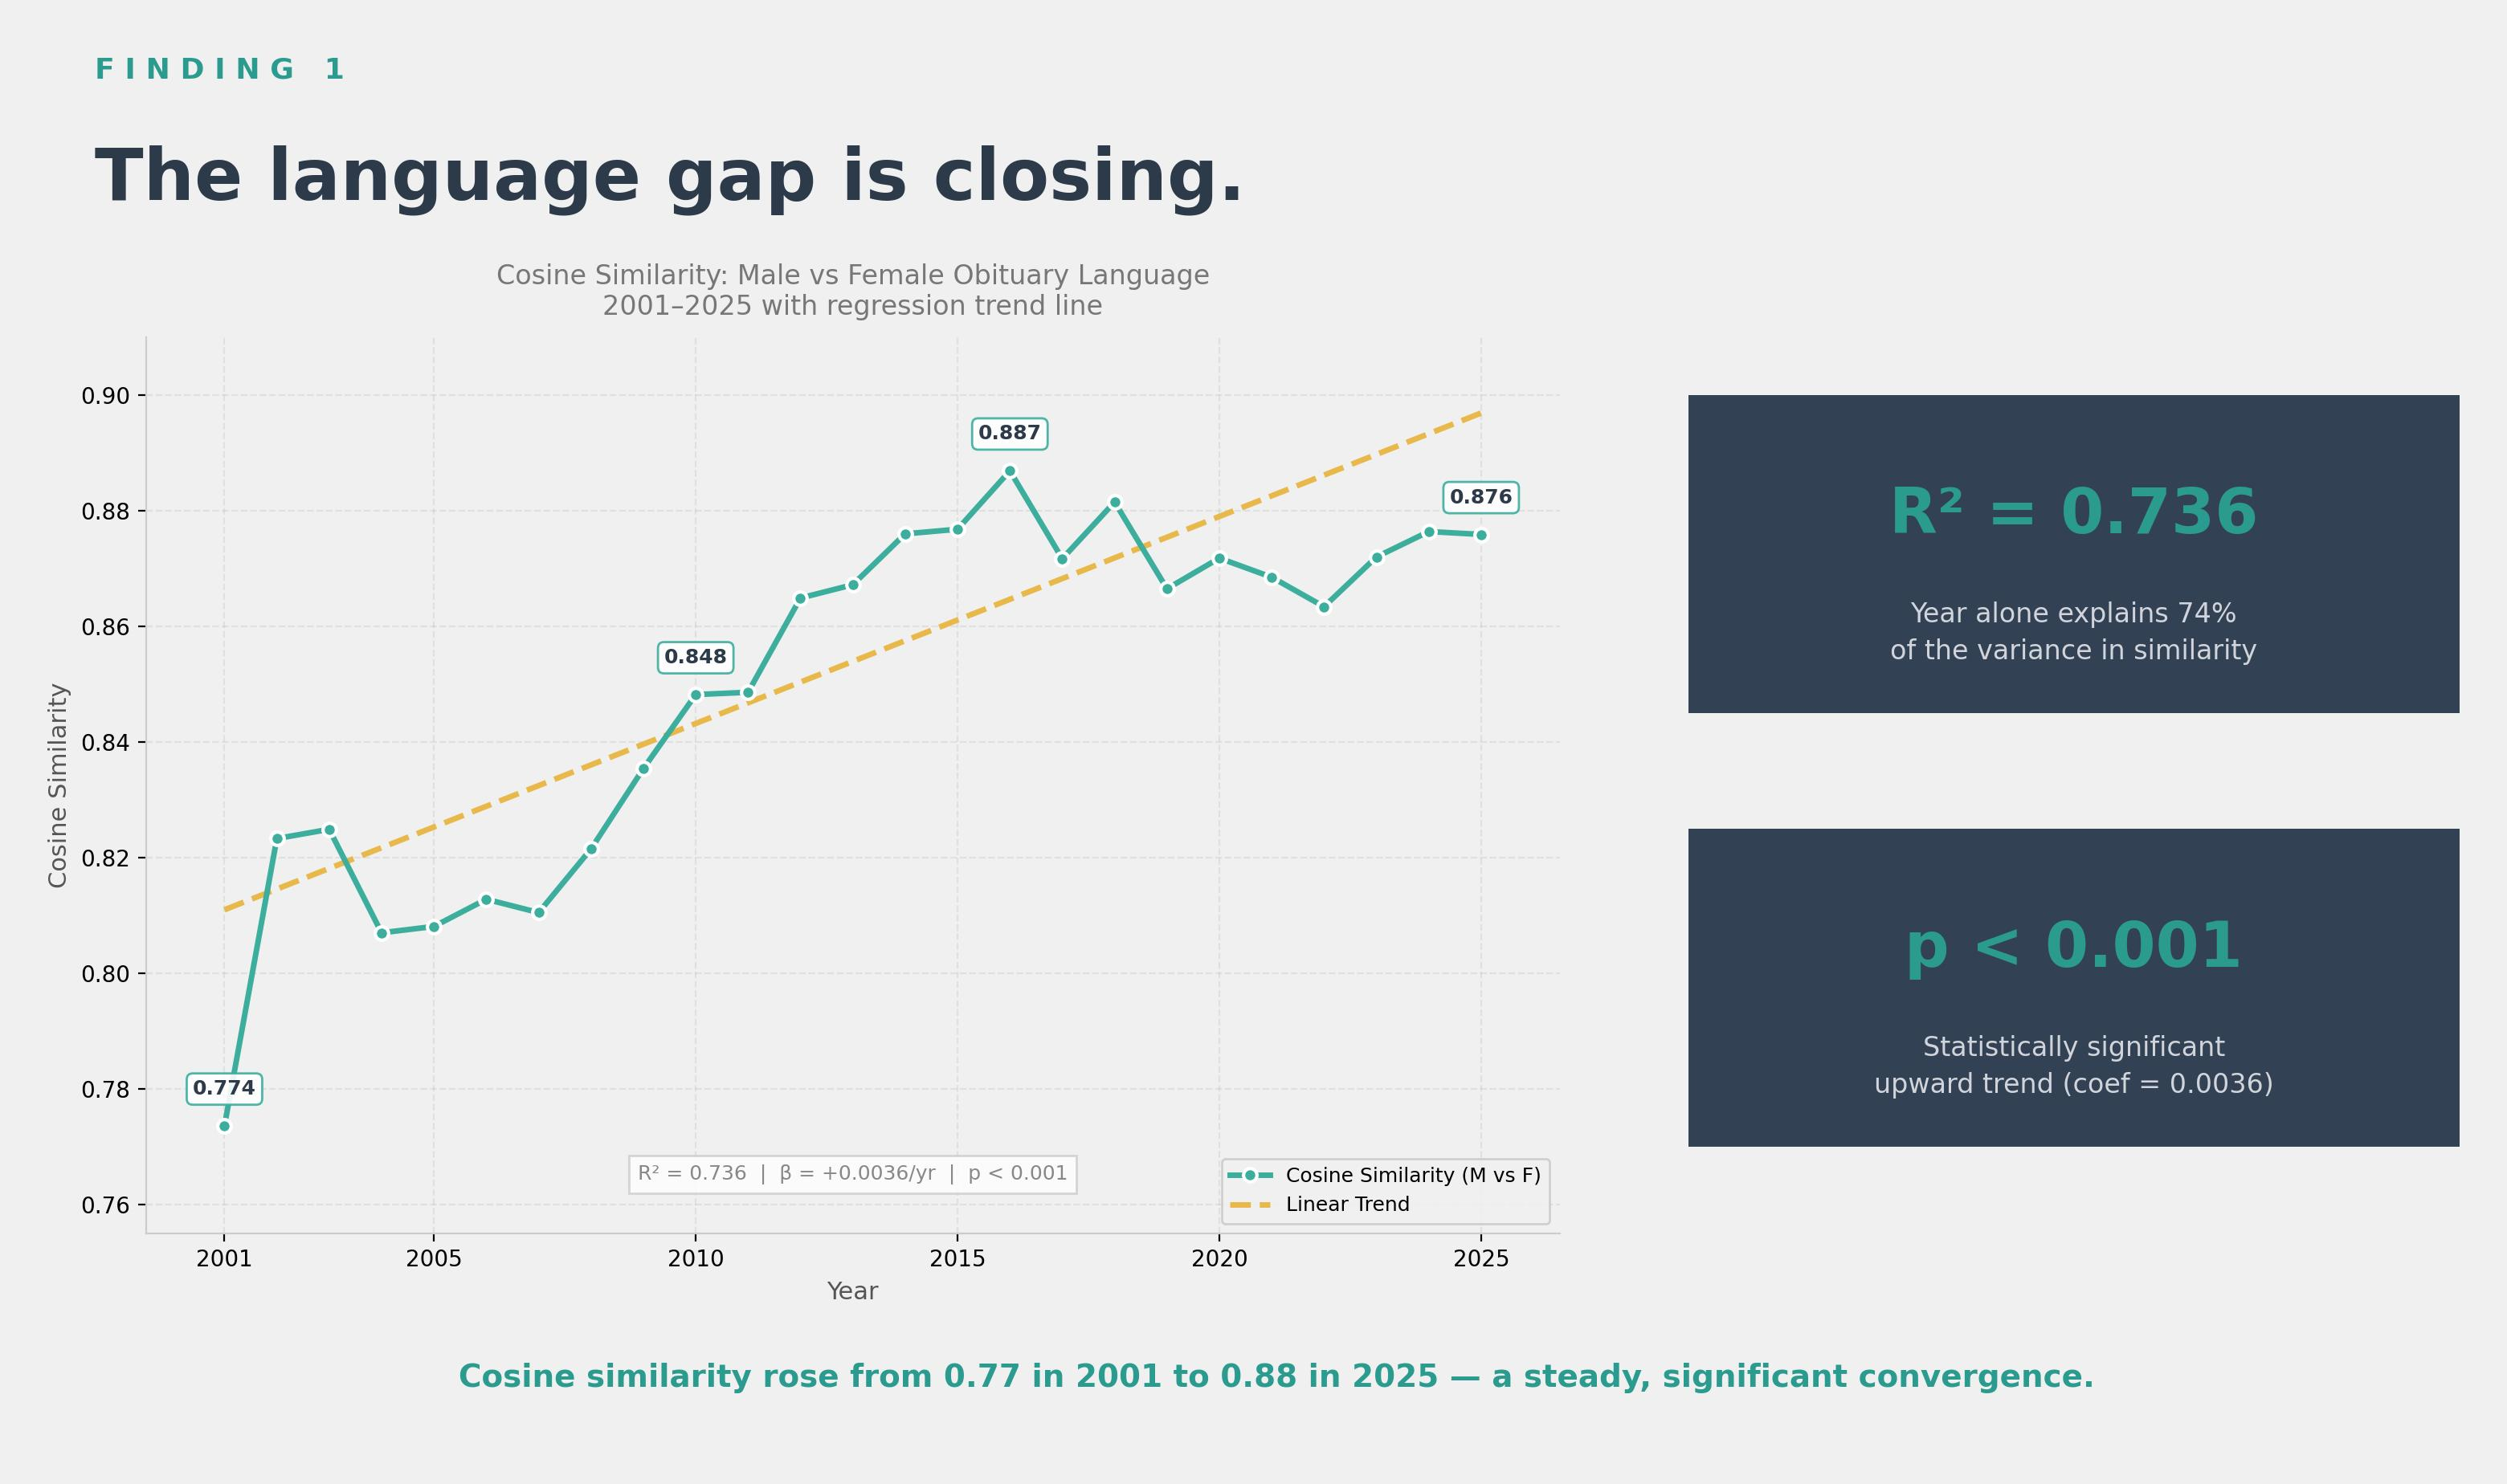 FINDING 1
The language gap is closing.
Cosine Similarity: Male vs Female Obituary Language
2001–2025 with regression trend line
Cosine Similarity
0.90
0.88
0.86
0.84
0.82
0.80
0.78
0.76
0.774
0.848
0.887
0.876
R² = 0.736 | β = +0.0036/yr | p < 0.001
Cosine Similarity (M vs F)
Linear Trend
2001 2005 2010 2015 2020 2025
Year
R² = 0.736
Year alone explains 74%
of the variance in similarity
p < 0.001
Statistically significant
upward trend (coef = 0.0036)
Cosine similarity rose from 0.77 in 2001 to 0.88 in 2025 — a steady, significant convergence.